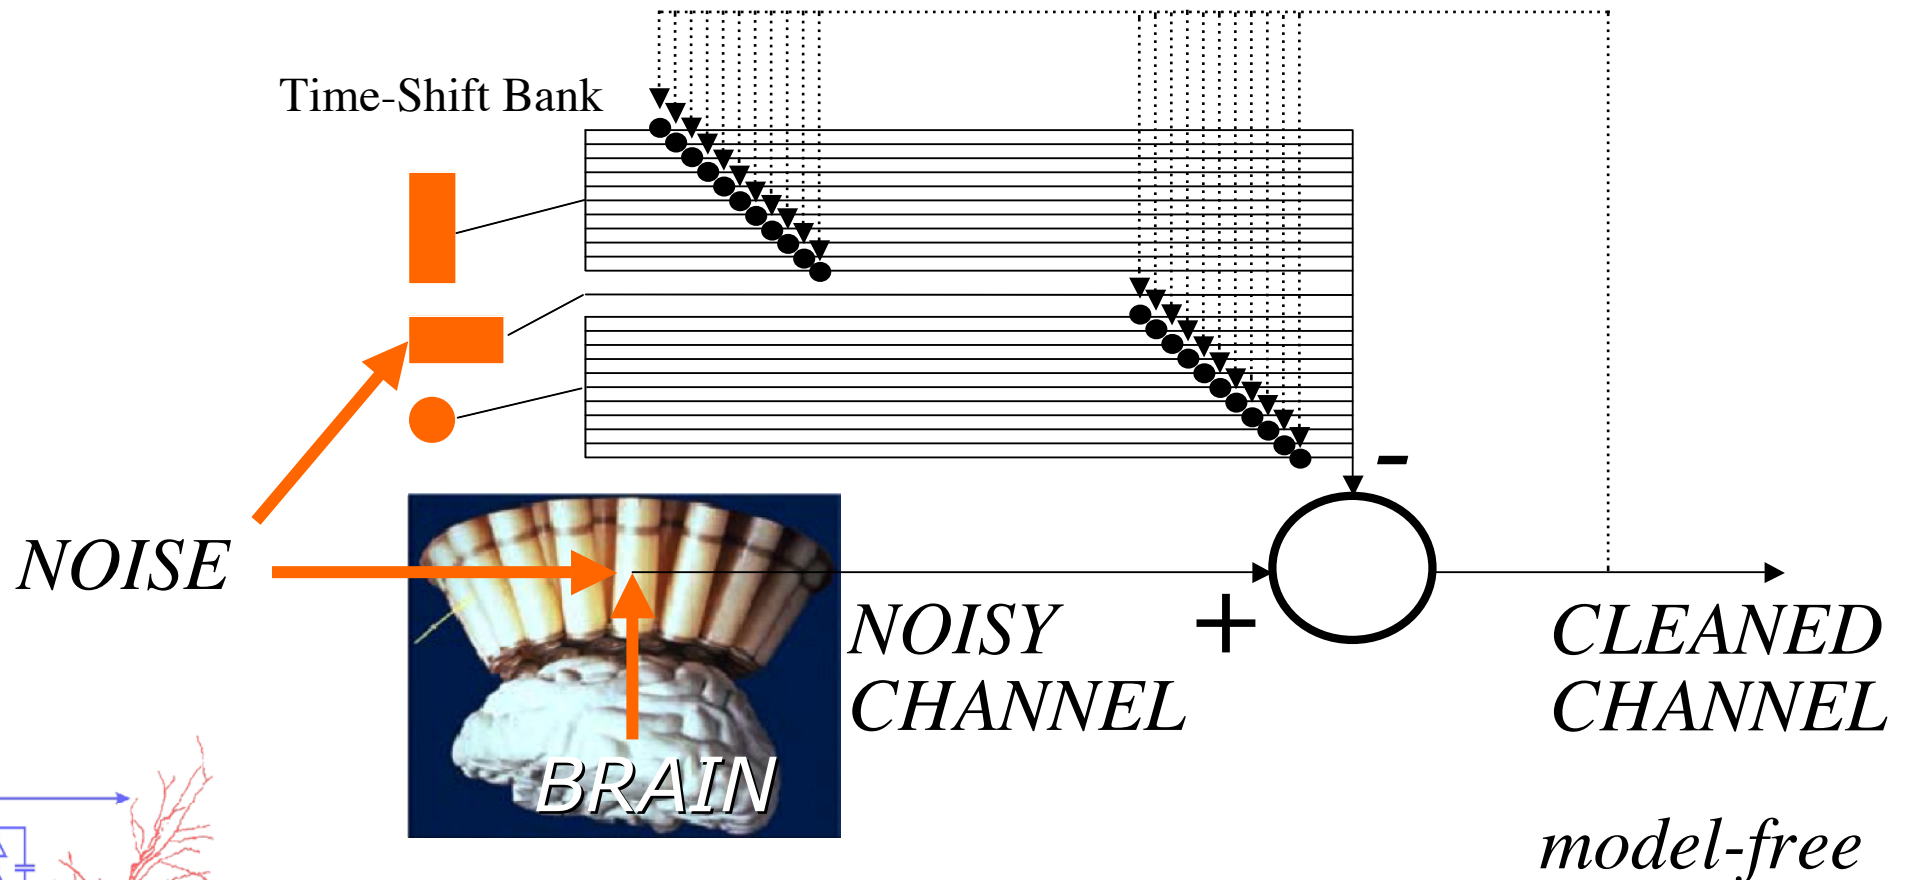 Time-Shift Bank
-
NOISE
+
NOISY
CHANNEL
CLEANED
CHANNEL
BRAIN
model-free